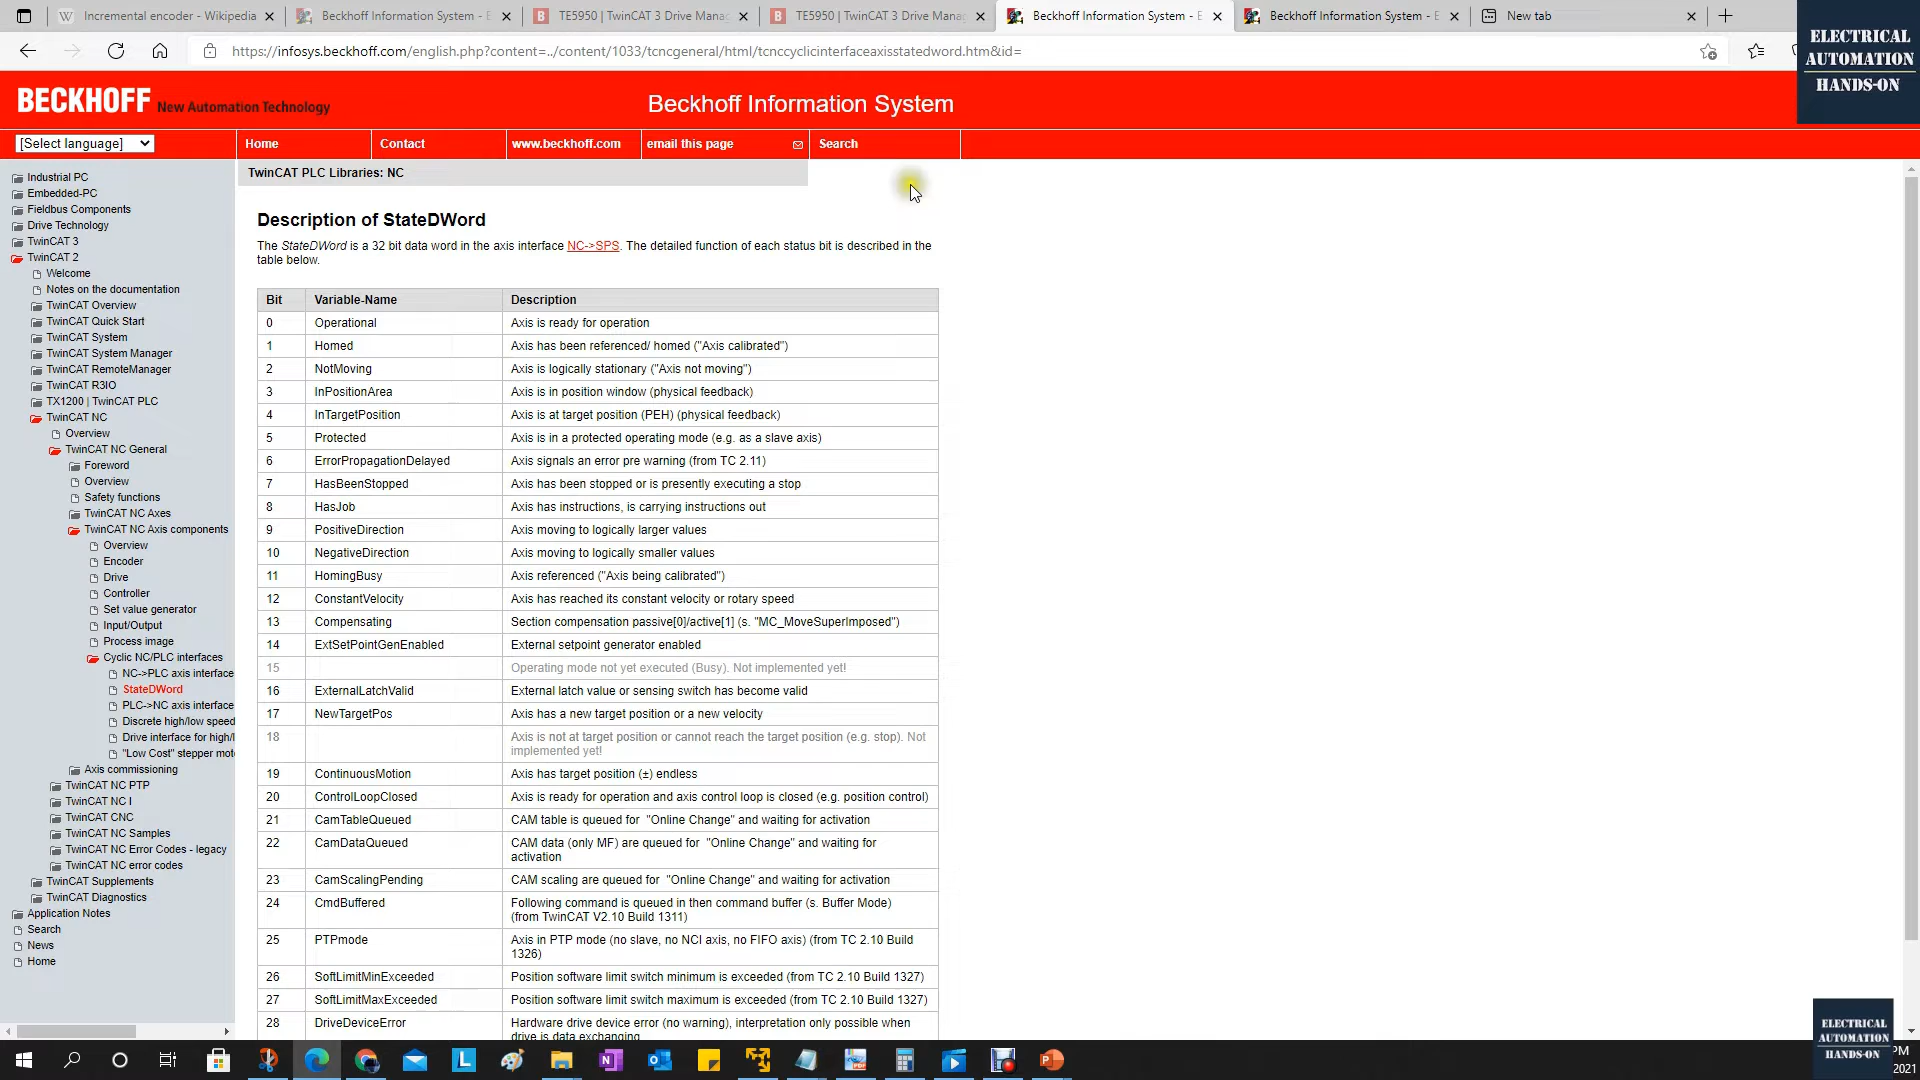 Incremental encoder - Wikipedia
Beckhoff Information System - E
TE5950 | TwinCAT 3 Drive Manag
TE5950 | TwinCAT 3 Drive Manag
Beckhoff Information System - E
Beckhoff Information System - E
New tab
https://infosys.beckhoff.com/english.php?content=../content/1033/tcncgeneral/html/tcnccyclicinterfaceaxisstatedword.htm&id=
ELECTRICAL
AUTOMATION
HANDS-ON
BECKHOFF New Automation Technology
Beckhoff Information System
[Select language]
Home
Contact
www.beckhoff.com
email this page
Search
Industrial PC
Embedded-PC
Fieldbus Components
Drive Technology
TwinCAT 3
TwinCAT 2
Welcome
Notes on the documentation
TwinCAT Overview
TwinCAT Quick Start
TwinCAT System
TwinCAT System Manager
TwinCAT RemoteManager
TwinCAT R3IO
TX1200 | TwinCAT PLC
TwinCAT NC
Overview
TwinCAT NC General
Foreword
Overview
Safety functions
TwinCAT NC Axes
TwinCAT NC Axis components
Overview
Encoder
Drive
Controller
Set value generator
Input/Output
Process image
Cyclic NC/PLC interfaces
NC->PLC axis interface
StateDWord
PLC->NC axis interface
Discrete high/low speed
Drive interface for high/l
"Low Cost" stepper mot
Axis commissioning
TwinCAT NC PTP
TwinCAT NC I
TwinCAT CNC
TwinCAT NC Samples
TwinCAT NC Error Codes - legacy
TwinCAT NC error codes
TwinCAT Supplements
TwinCAT Diagnostics
Application Notes
Search
News
Home
TwinCAT PLC Libraries: NC
Description of StateDWord
The StateDWord is a 32 bit data word in the axis interface NC->SPS. The detailed function of each status bit is described in the
table below.
Bit Variable-Name Description
0 Operational Axis is ready for operation
1 Homed Axis has been referenced/ homed ("Axis calibrated")
2 NotMoving Axis is logically stationary ("Axis not moving")
3 InPositionArea Axis is in position window (physical feedback)
4 InTargetPosition Axis is at target position (PEH) (physical feedback)
5 Protected Axis is in a protected operating mode (e.g. as a slave axis)
6 ErrorPropagationDelayed Axis signals an error pre warning (from TC 2.11)
7 HasBeenStopped Axis has been stopped or is presently executing a stop
8 HasJob Axis has instructions, is carrying instructions out
9 PositiveDirection Axis moving to logically larger values
10 NegativeDirection Axis moving to logically smaller values
11 HomingBusy Axis referenced ("Axis being calibrated")
12 ConstantVelocity Axis has reached its constant velocity or rotary speed
13 Compensating Section compensation passive[0]/active[1] (s. "MC_MoveSuperImposed")
14 ExtSetPointGenEnabled External setpoint generator enabled
15 Operating mode not yet executed (Busy). Not implemented yet!
16 ExternalLatchValid External latch value or sensing switch has become valid
17 NewTargetPos Axis has a new target position or a new velocity
18 Axis is not at target position or cannot reach the target position (e.g. stop). Not
implemented yet!
19 ContinuousMotion Axis has target position (±) endless
20 ControlLoopClosed Axis is ready for operation and axis control loop is closed (e.g. position control)
21 CamTableQueued CAM table is queued for "Online Change" and waiting for activation
22 CamDataQueued CAM data (only MF) are queued for "Online Change" and waiting for
activation
23 CamScalingPending CAM scaling are queued for "Online Change" and waiting for activation
24 CmdBuffered Following command is queued in then command buffer (s. Buffer Mode)
(from TwinCAT V2.10 Build 1311)
25 PTPmode Axis in PTP mode (no slave, no NCI axis, no FIFO axis) (from TC 2.10 Build
1326)
26 SoftLimitMinExceeded Position software limit switch minimum is exceeded (from TC 2.10 Build 1327)
27 SoftLimitMaxExceeded Position software limit switch maximum is exceeded (from TC 2.10 Build 1327)
28 DriveDeviceError Hardware drive device error (no warning), interpretation only possible when
drive is data exchanging
ELECTRICAL
AUTOMATION
HANDS-ON
PM
2021